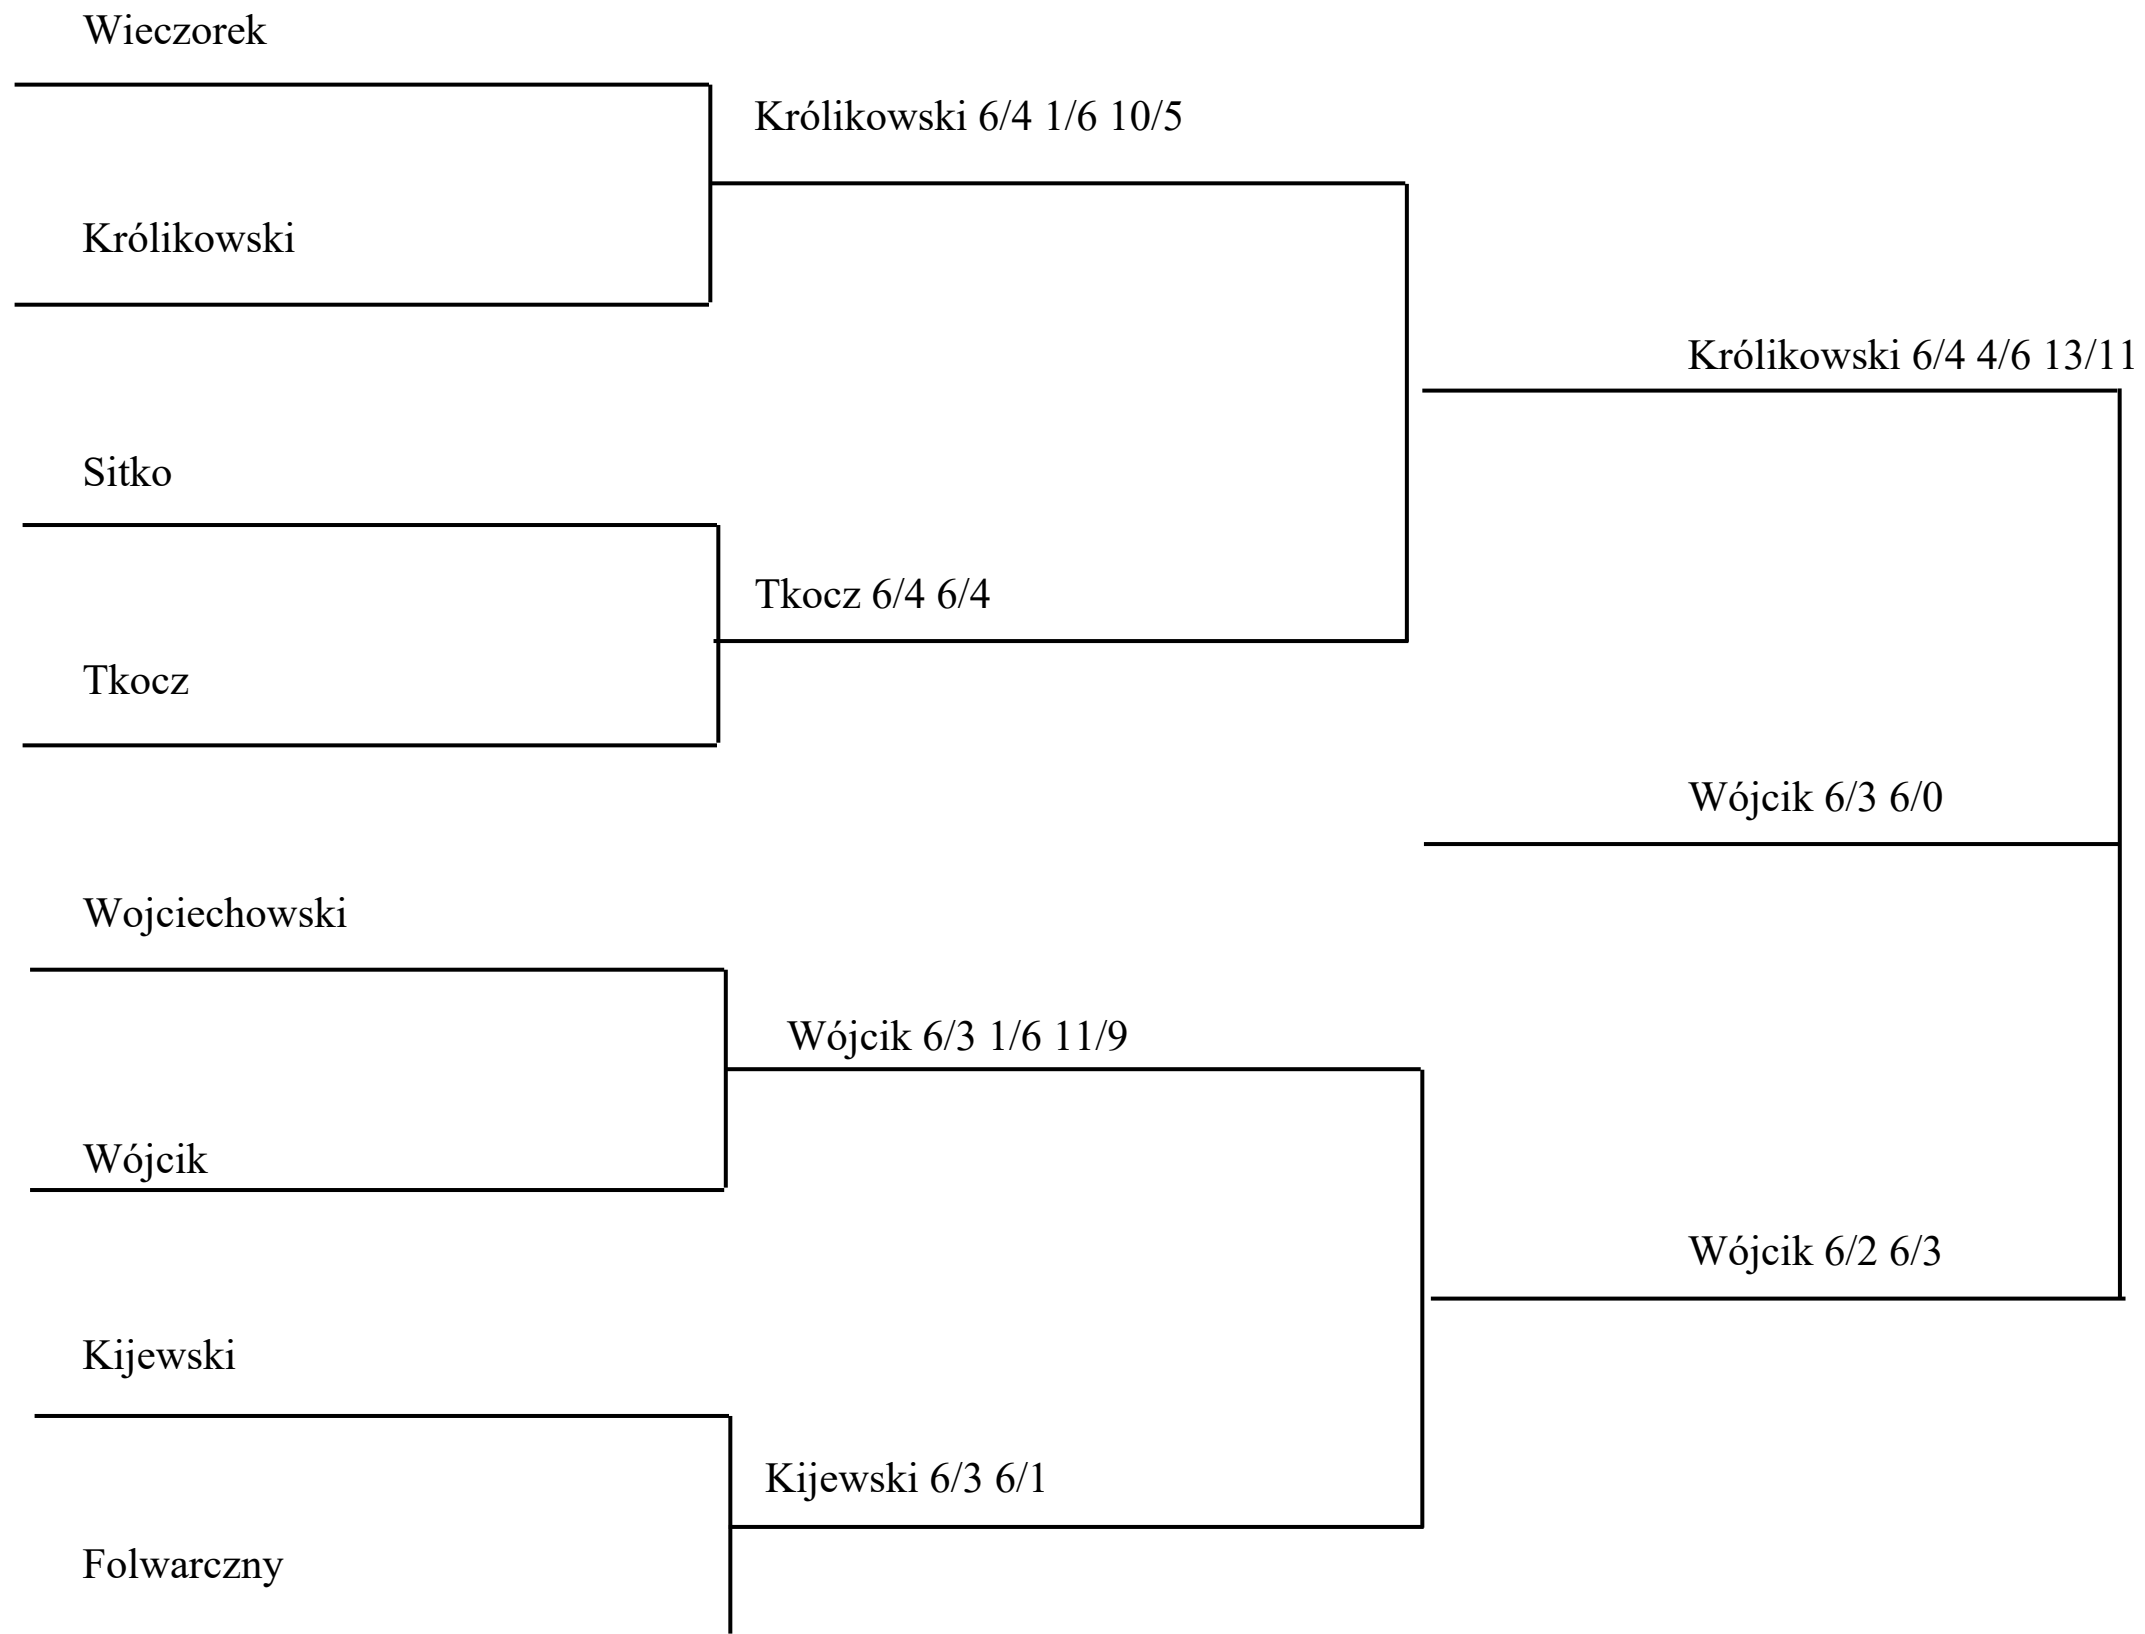 Wieczorek
Królikowski 6/4 1/6 10/5
Królikowski
Królikowski 6/4 4/6 13/11
Sitko
Tkocz 6/4 6/4
Tkocz
Wójcik 6/3 6/0
Wojciechowski
Wójcik 6/3 1/6 11/9
Wójcik
Wójcik 6/2 6/3
Kijewski
Kijewski 6/3 6/1
Folwarczny